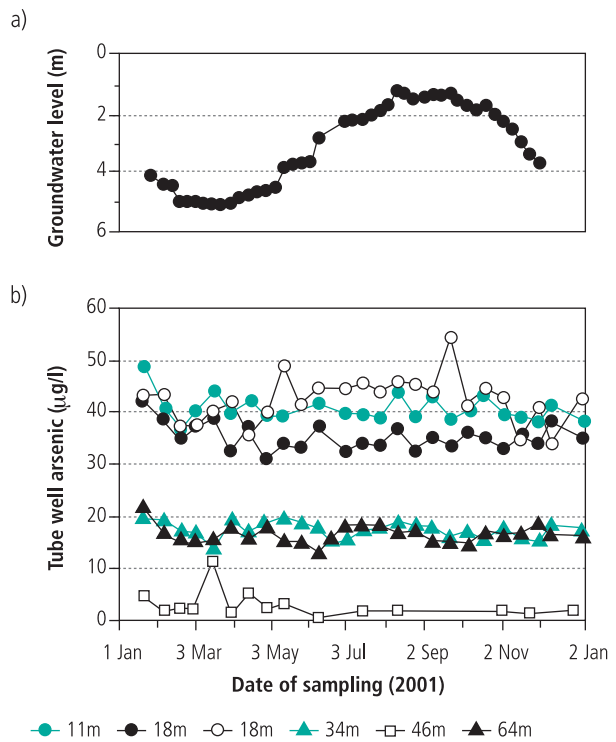 a)
Groundwater level (m)
0
2
4
6
b)
Tube well arsenic (µg/l)
60
50
40
30
20
10
0
1 Jan 3 Mar 3 May 3 Jul 2 Sep 2 Nov 2 Jan
Date of sampling (2001)
11m 18m 18m 34m 46m 64m